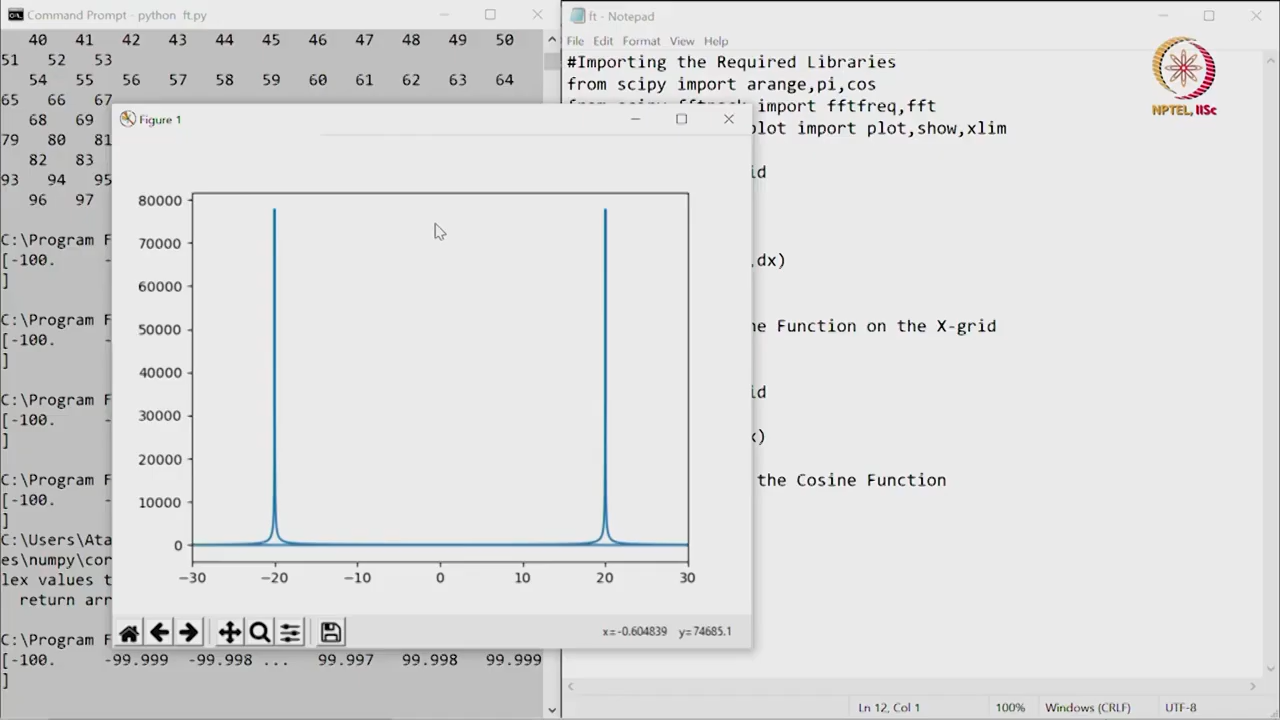 Command Prompt - python ft.py
40 41 42 43 44 45 46 47 48 49 50
51 52 53
54 55 56 57 58 59 60 61 62 63 64
65 66 67
68 69
79 80 81
82 83
93 94 95
96 97
C:\Program F
[-100. -
]
C:\Program F
[-100. -
]
C:\Program F
[-100. -
]
C:\Program F
[-100. -
]
C:\Users\Ata
es\numpy\cor
lex values t
return arr
C:\Program F
[-100. -99.999 -99.998 ... 99.997 99.998 99.999
]
Figure 1
80000
70000
60000
50000
40000
30000
20000
10000
0
−30 −20 −10 0 10 20 30
x=-0.604839 y=74685.1
ft - Notepad
File Edit Format View Help
#Importing the Required Libraries
from scipy import arange,pi,cos
from scipy.fftpack import fftfreq,fft
plot import plot,show,xlim
id
,dx)
ne Function on the X-grid
id
x)
the Cosine Function
Ln 12, Col 1 100% Windows (CRLF) UTF-8
NPTEL, IISc